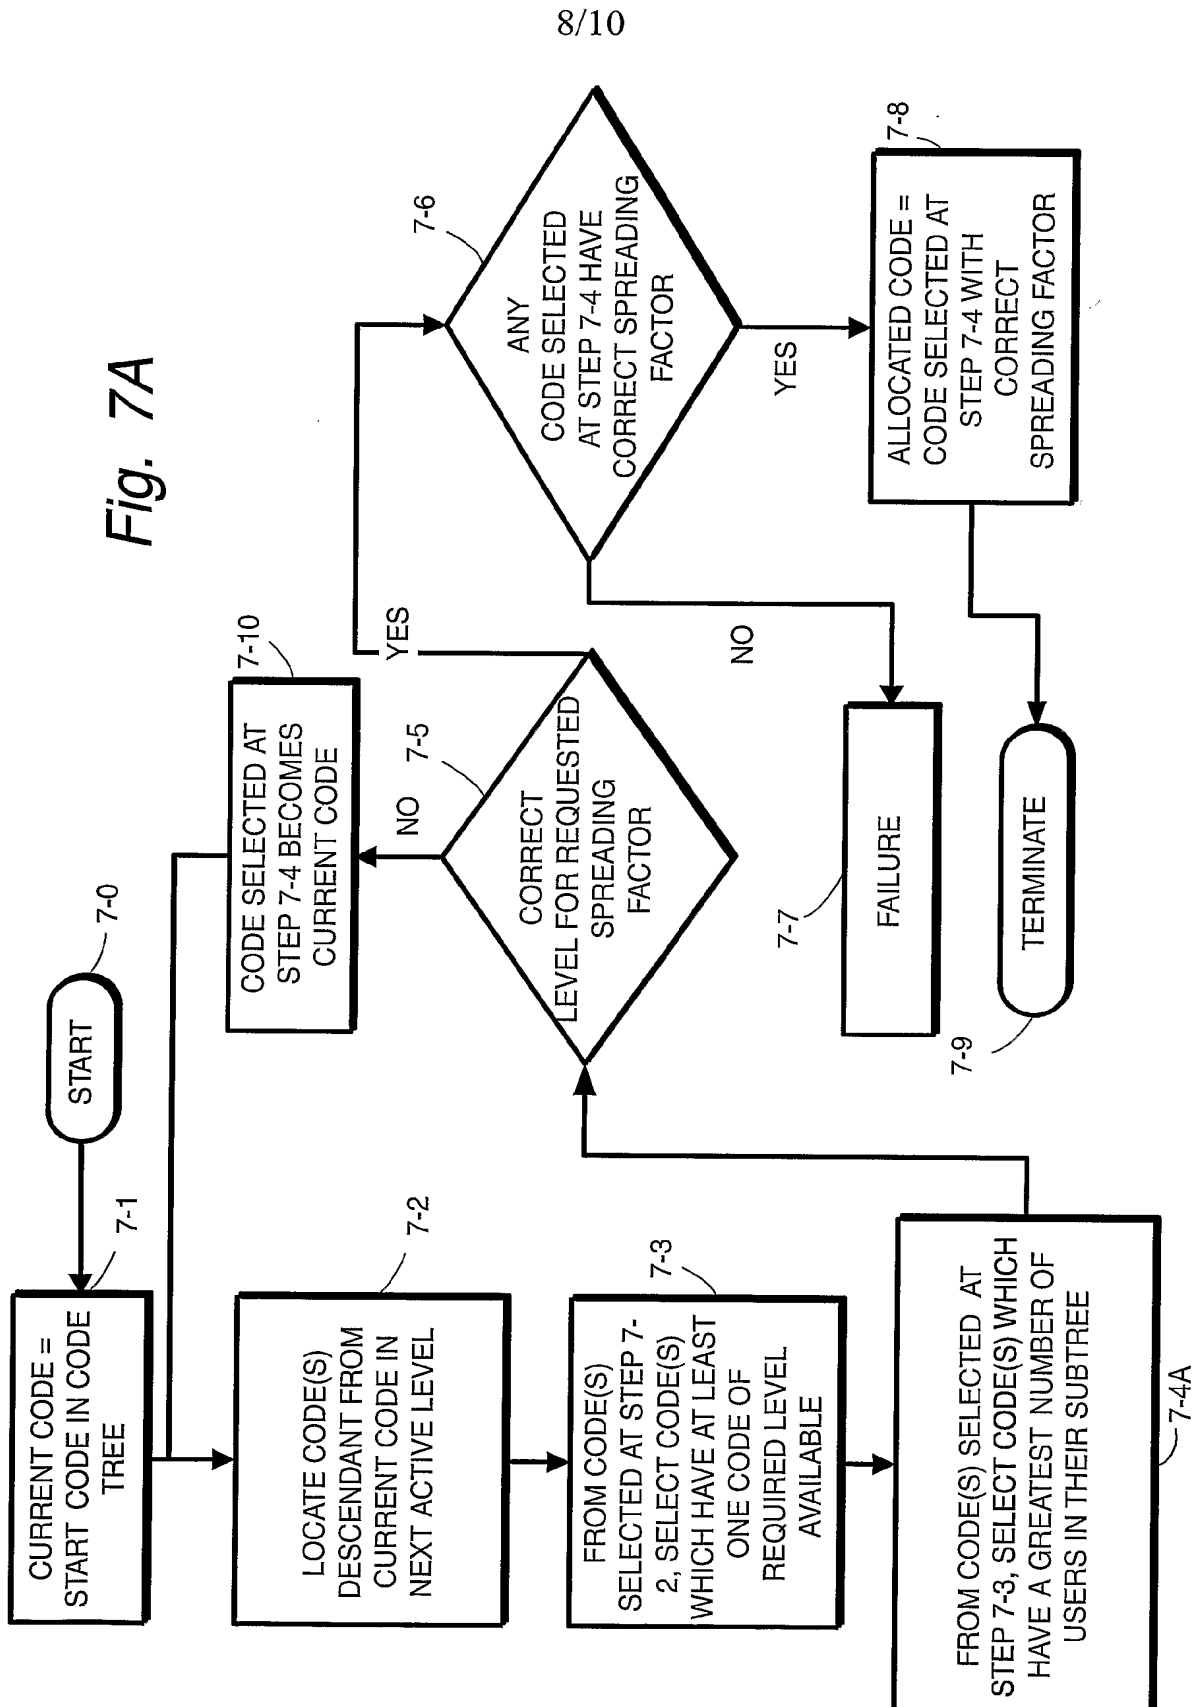 8/10
Fig. 7A
START
7-0
CURRENT CODE =
START CODE IN CODE
TREE
7-1
LOCATE CODE(S)
DESCENDANT FROM
CURRENT CODE IN
NEXT ACTIVE LEVEL
7-2
FROM CODE(S)
SELECTED AT STEP 7-
2, SELECT CODE(S)
WHICH HAVE AT LEAST
ONE CODE OF
REQUIRED LEVEL
AVAILABLE
7-3
FROM CODE(S) SELECTED AT
STEP 7-3, SELECT CODE(S) WHICH
HAVE A GREATEST NUMBER OF
USERS IN THEIR SUBTREE
7-4A
CORRECT
LEVEL FOR REQUESTED
SPREADING
FACTOR
7-5
NO
YES
CODE SELECTED AT
STEP 7-4 BECOMES
CURRENT CODE
7-10
ANY
CODE SELECTED
AT STEP 7-4 HAVE
CORRECT SPREADING
FACTOR
7-6
NO
YES
FAILURE
7-7
ALLOCATED CODE =
CODE SELECTED AT
STEP 7-4 WITH
CORRECT
SPREADING FACTOR
7-8
TERMINATE
7-9